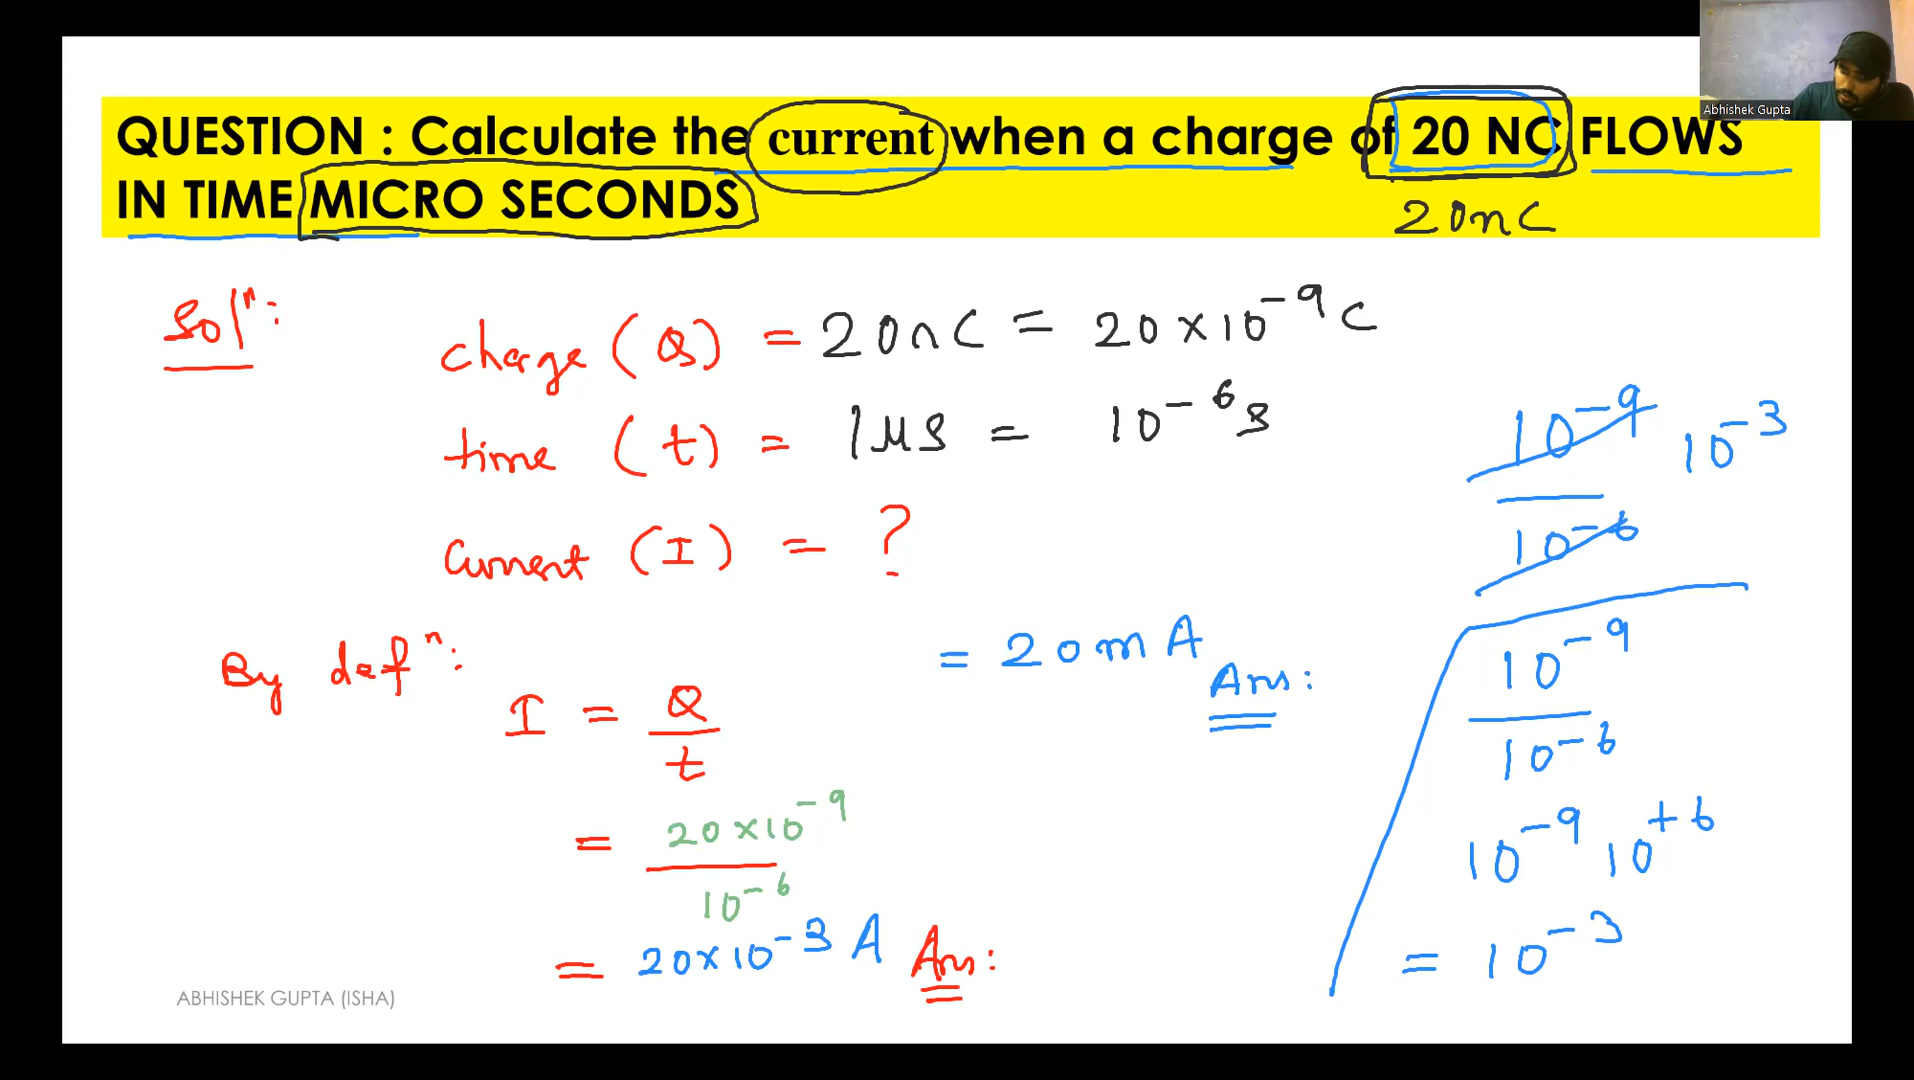 Abhishek Gupta
QUESTION : Calculate the current when a charge of 20 NC FLOWS
IN TIME MICRO SECONDS
20nC
Solⁿ:
charge (Q) = 20nC = 20×10⁻⁹ C
time (t) = 1μs = 10⁻⁶ s
Current (I) = ?
10⁻⁹ 10⁻³
10⁻⁶
By defⁿ:
I = Q
t
= 20×10⁻⁹
10⁻⁶
= 20×10⁻³ A Ans:
= 20mA
Ans:
10⁻⁹
10⁻⁶
10⁻⁹ 10⁺⁶
= 10⁻³
ABHISHEK GUPTA (ISHA)